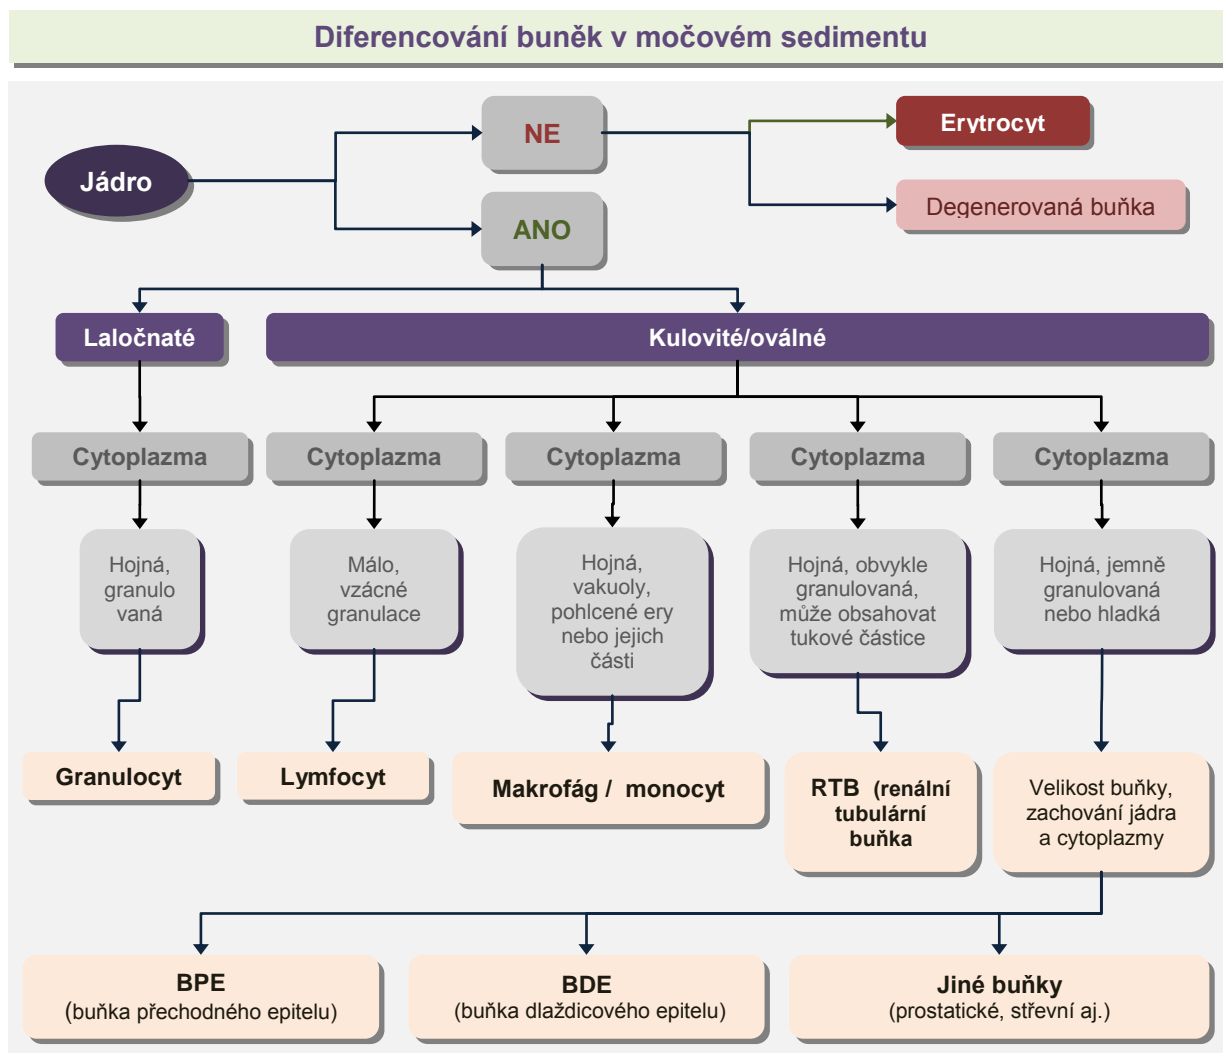 Diferencování buněk v močovém sedimentu
Jádro
NE
ANO
Erytrocyt
Degenerovaná buňka
Laločnaté
Kulovité/oválné
Cytoplazma
Cytoplazma
Cytoplazma
Cytoplazma
Cytoplazma
Hojná,
granulo
vaná
Málo,
vzácné
granulace
Hojná,
vakuoly,
pohlcené ery
nebo jejich
části
Hojná, obvykle
granulovaná,
může obsahovat
tukové částice
Hojná, jemně
granulovaná
nebo hladká
Granulocyt
Lymfocyt
Makrofág / monocyt
RTB (renální
tubulární
buňka
Velikost buňky,
zachování jádra
a cytoplazmy
BPE
(buňka přechodného epitelu)
BDE
(buňka dlaždicového epitelu)
Jiné buňky
(prostatické, střevní aj.)